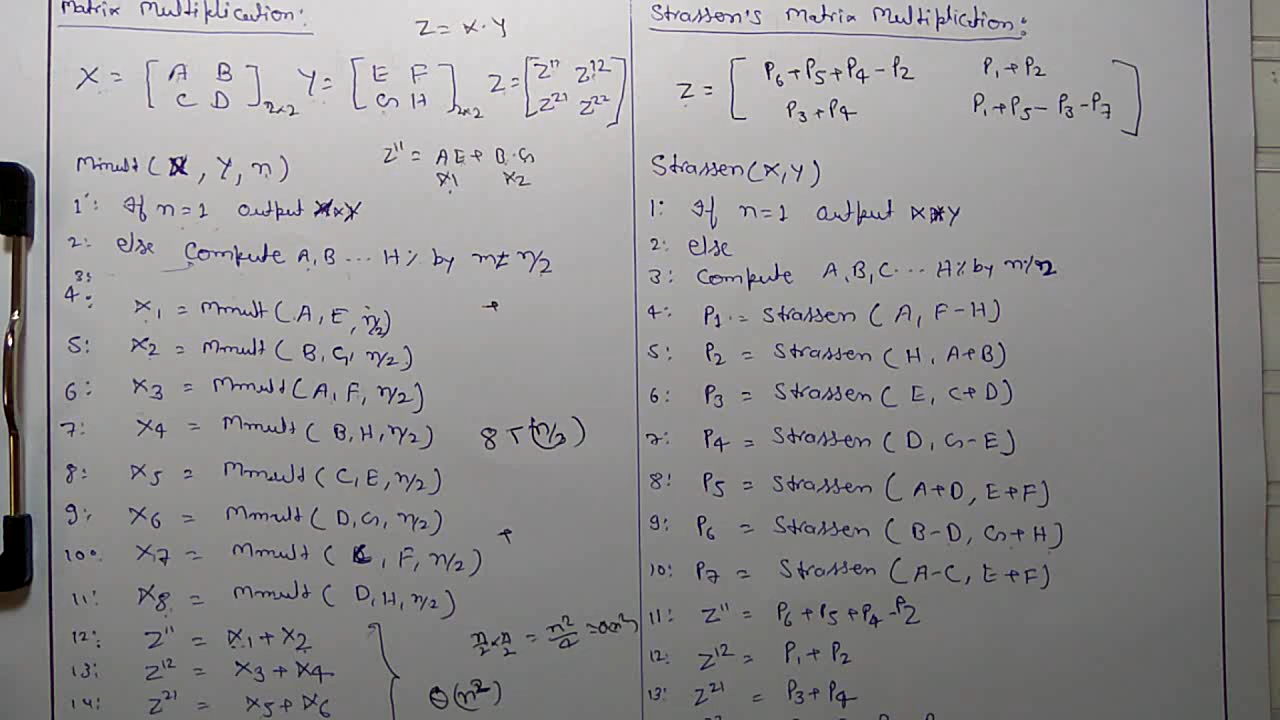 Matrix Multiplication:
Z = X·Y
X = [A B C D]2×2 Y = [E F G H]2×2 Z = [Z11 Z12 Z21 Z22]
Z11 = AE + B·G
x1 x2
Mmult(X, Y, n)
1: If n=1 output X×Y
2: else Compute A, B ... H % by n/2
3:
4: x1 = Mmult(A, E, n/2) +
5: x2 = Mmult(B, G, n/2)
6: x3 = Mmult(A, F, n/2)
7: x4 = Mmult(B, H, n/2) 8T(n/2)
8: x5 = Mmult(C, E, n/2)
9: x6 = Mmult(D, G, n/2)
10: x7 = Mmult(C, F, n/2) +
11: x8 = Mmult(D, H, n/2)
n/2 × n/2 = n²/4
12: Z11 = x1 + x2
13: Z12 = x3 + x4
14: Z21 = x5 + x6
Θ(n²)
Strassen's Matrix Multiplication:
Z = [P6+P5+P4-P2 P1+P2
P3+P4 P1+P5-P3-P7]
Strassen(X, Y)
1: If n=1 output X*Y
2: else
3: Compute A, B, C ... H % by n/2
4: P1 = Strassen(A, F-H)
5: P2 = Strassen(H, A+B)
6: P3 = Strassen(E, C+D)
7: P4 = Strassen(D, G-E)
8: P5 = Strassen(A+D, E+F)
9: P6 = Strassen(B-D, G+H)
10: P7 = Strassen(A-C, E+F)
11: Z11 = P6+P5+P4-P2
12: Z12 = P1+P2
13: Z21 = P3+P4